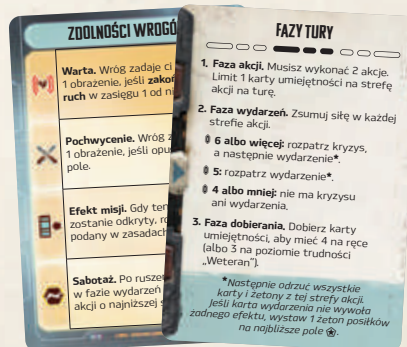 ZDOLNOŚCI WROGÓ
Warta. Wróg zadaje ci
1 obrażenie, jeśli
ruch w zasięgu 1 od
Pochwycenie. Wróg
1 obrażenie, jeśli
pole.
Efekt misji. Gdy
zostanie odkryty,
podany w zasadach
Sabotaż. Po
w fazie wydarzeń
akcji o najniższej
FAZY TURY
1. Faza akcji. Musisz wykonać 2 akcje.
Limit 1 karty umiejętności na strefę
akcji na turę.
2. Faza wydarzeń. Zsumuj siłę w każdej
strefie akcji.
6 albo więcej: rozpatrz kryzys,
a następnie wydarzenie*.
5: rozpatrz wydarzenie*.
4 albo mniej: nie ma kryzysu
ani wydarzenia.
3. Faza dobierania. Dobierz karty
umiejętności, aby mieć 4 na ręce
(albo 3 na poziomie trudności
„Weteran").
*Następnie odrzuć wszystkie
karty i żetony z tej strefy akcji.
Jeśli karta wydarzenia nie wywoła
żadnego efektu, wystaw 1 żeton posiłków
na najbliższe pole